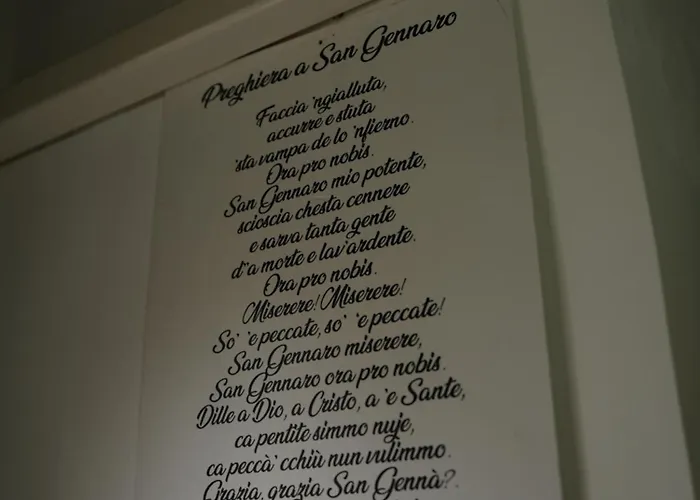 Preghiera a San Gennaro
Faccia 'ngialluta,
accurre e stuta
'sta vampa de lo 'nfierno.
Ora pro nobis.
San Gennaro mio potente,
scioscia chesta cennere
e sarva tanta gente
d''a morte e lav'ardente.
Ora pro nobis.
Miserere! Miserere!
So' 'e peccate, so' 'e peccate!
San Gennaro miserere,
San Gennaro ora pro nobis.
Dille a Dio, a Cristo, a 'e Sante,
ca pentite simmo nuje,
ca peccà 'cchiù nun vulimmo.
Grazia, grazia San Gennà?.